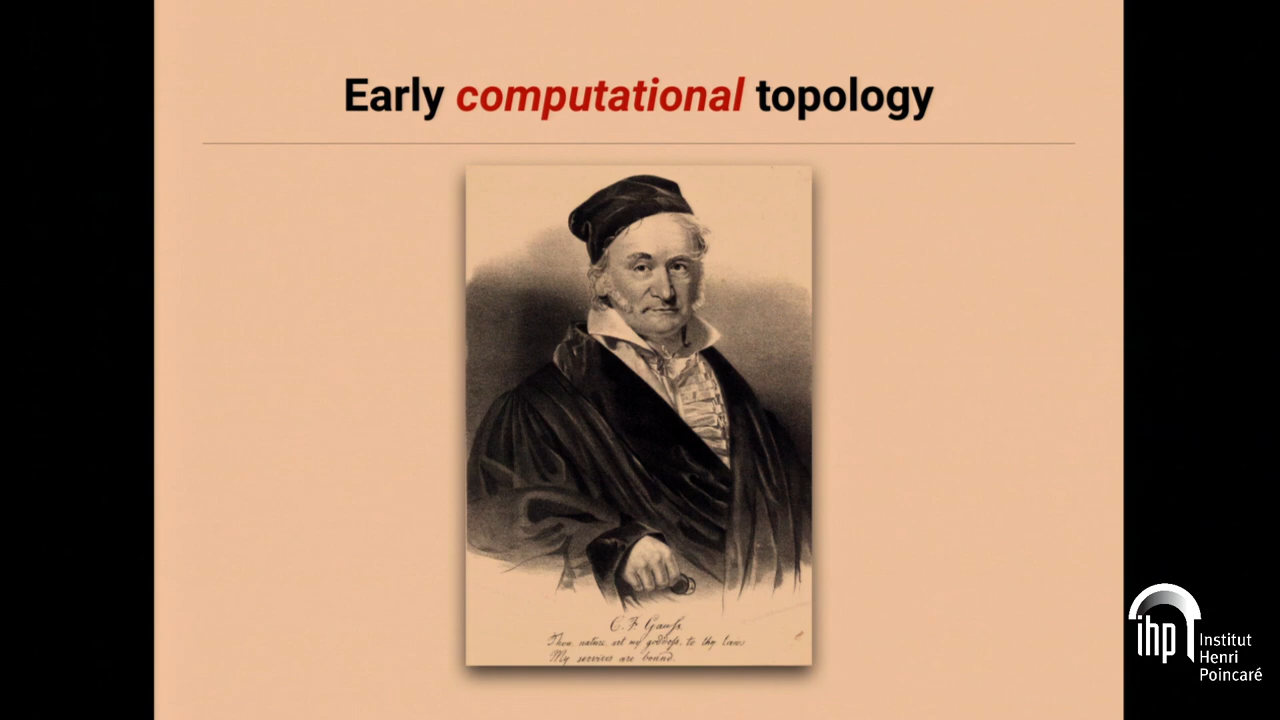 Early computational topology
C. F. Gauß
Thou nature art my goddess, to thy laws
My services are bound.
ihp
Institut
Henri
Poincaré